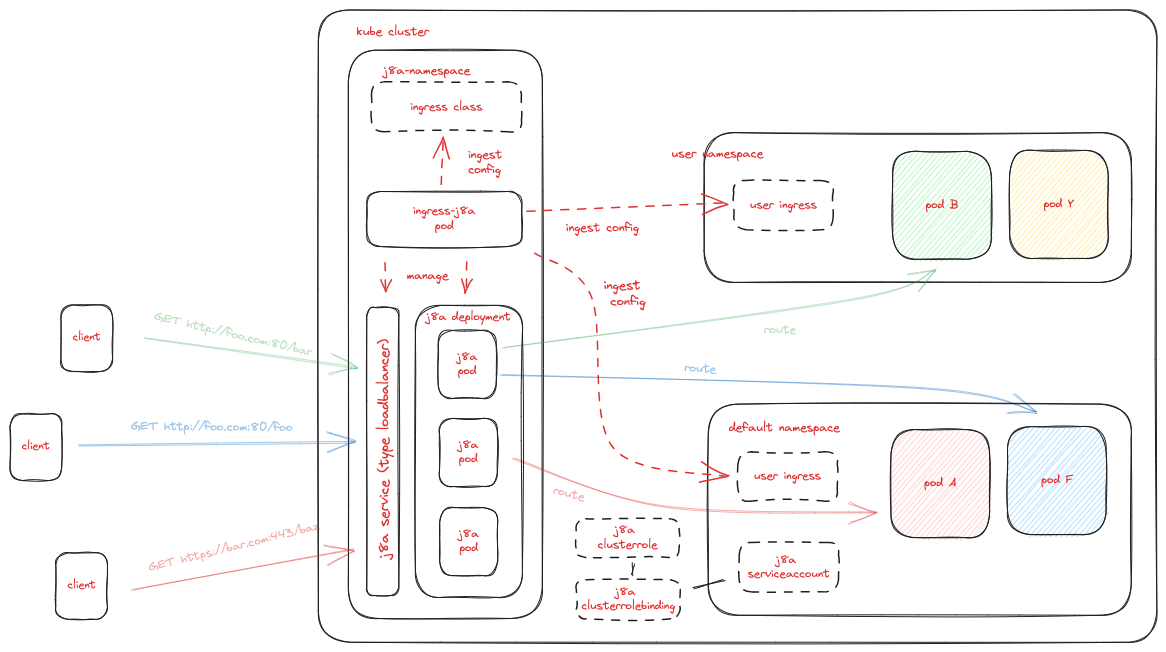 kube cluster
j8a-namespace
ingress class
ingest
config
ingress-j8a
pod
manage
j8a service (type loadbalancer)
j8a deployment
j8a
pod
j8a
pod
j8a
pod
client
GET http://foo.com:80/bar
client
GET http://foo.com:80/foo
client
GET https://bar.com:443/baz
ingest config
ingest
config
route
route
route
user namespace
user ingress
pod B
pod Y
default namespace
user ingress
pod A
pod F
j8a
clusterrole
j8a
clusterrolebinding
j8a
serviceaccount